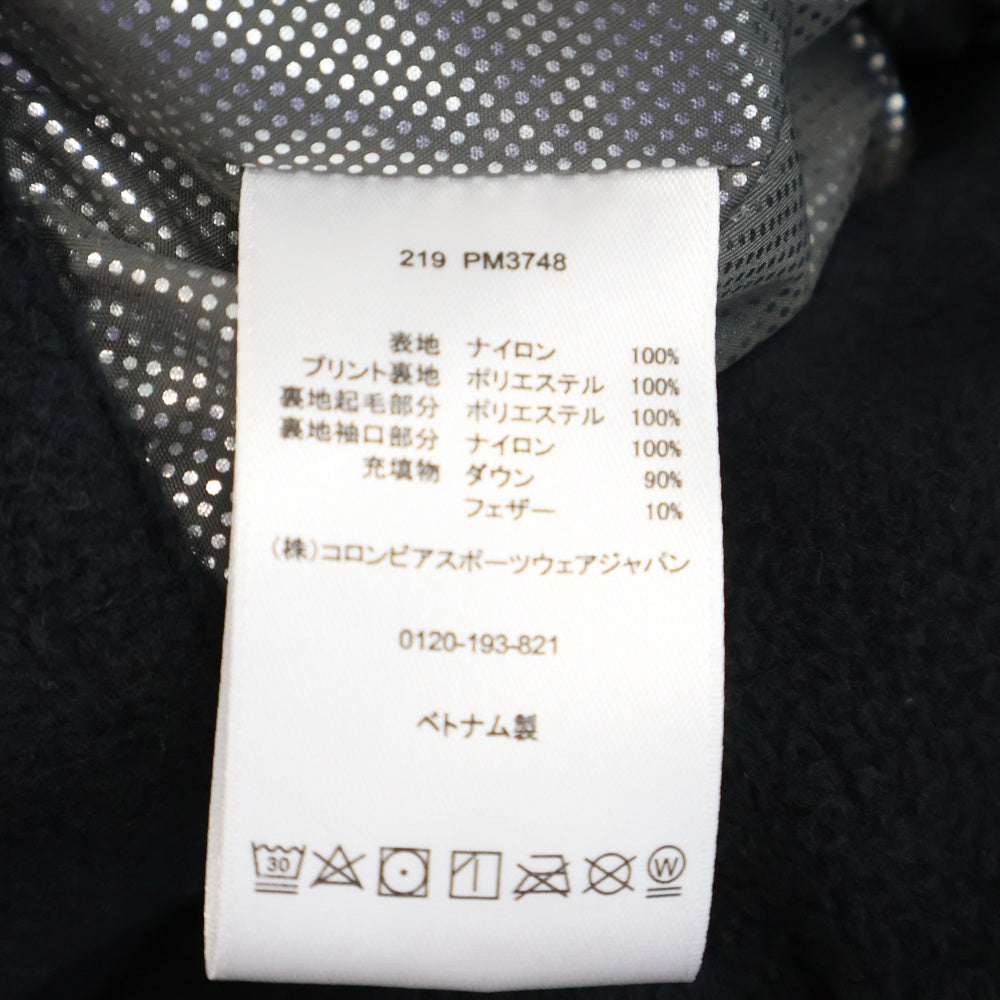 219 PM3748
表地 ナイロン 100%
プリント裏地 ポリエステル 100%
裏地起毛部分 ポリエステル 100%
裏地袖口部分 ナイロン 100%
充填物 ダウン 90%
フェザー 10%
(株)コロンビアスポーツウェアジャパン
0120-193-821
ベトナム製
30 W